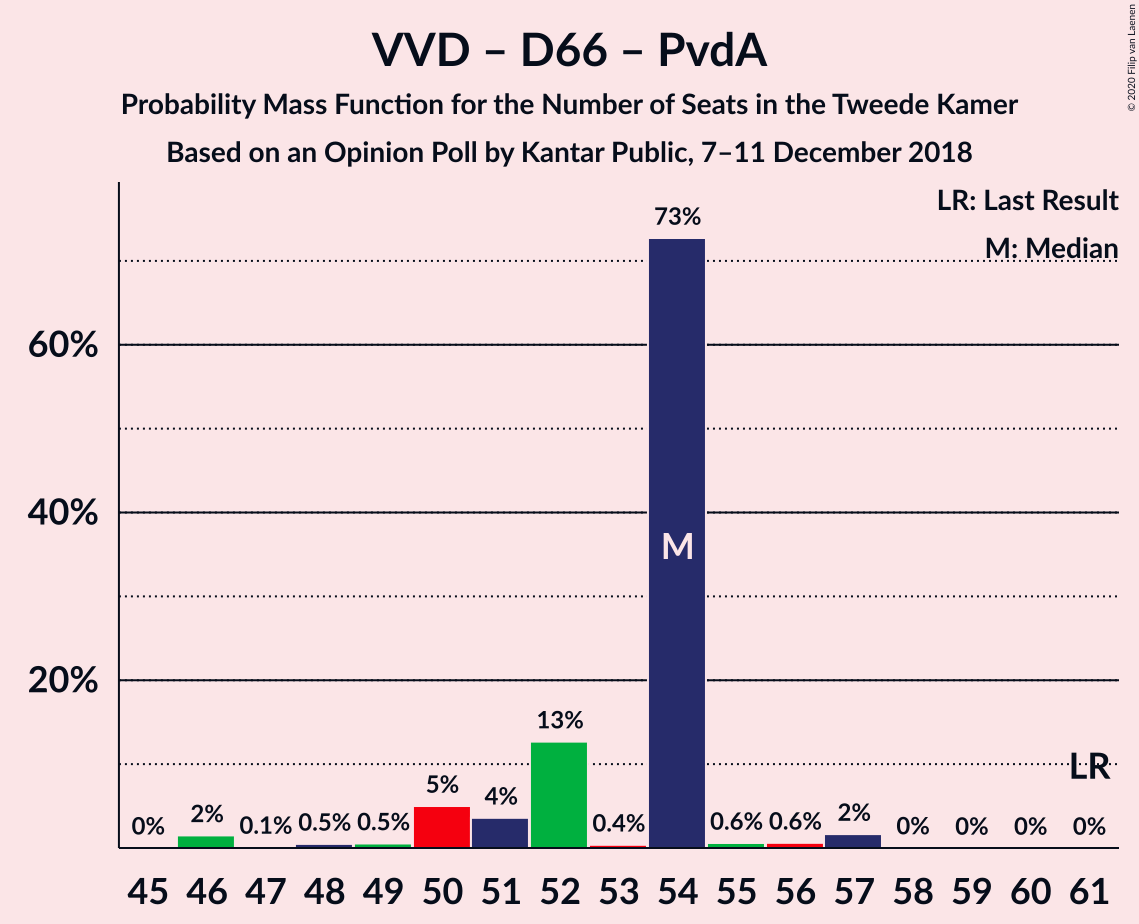 VVD – D66 – PvdA
Probability Mass Function for the Number of Seats in the Tweede Kamer
Based on an Opinion Poll by Kantar Public, 7–11 December 2018
© 2020 Filip van Laenen
LR: Last Result
M: Median
60%
40%
20%
0%
2%
0.1%
0.5%
0.5%
5%
4%
13%
0.4%
73%
0.6%
0.6%
2%
0%
0%
0%
0%
M
LR
45 46 47 48 49 50 51 52 53 54 55 56 57 58 59 60 61